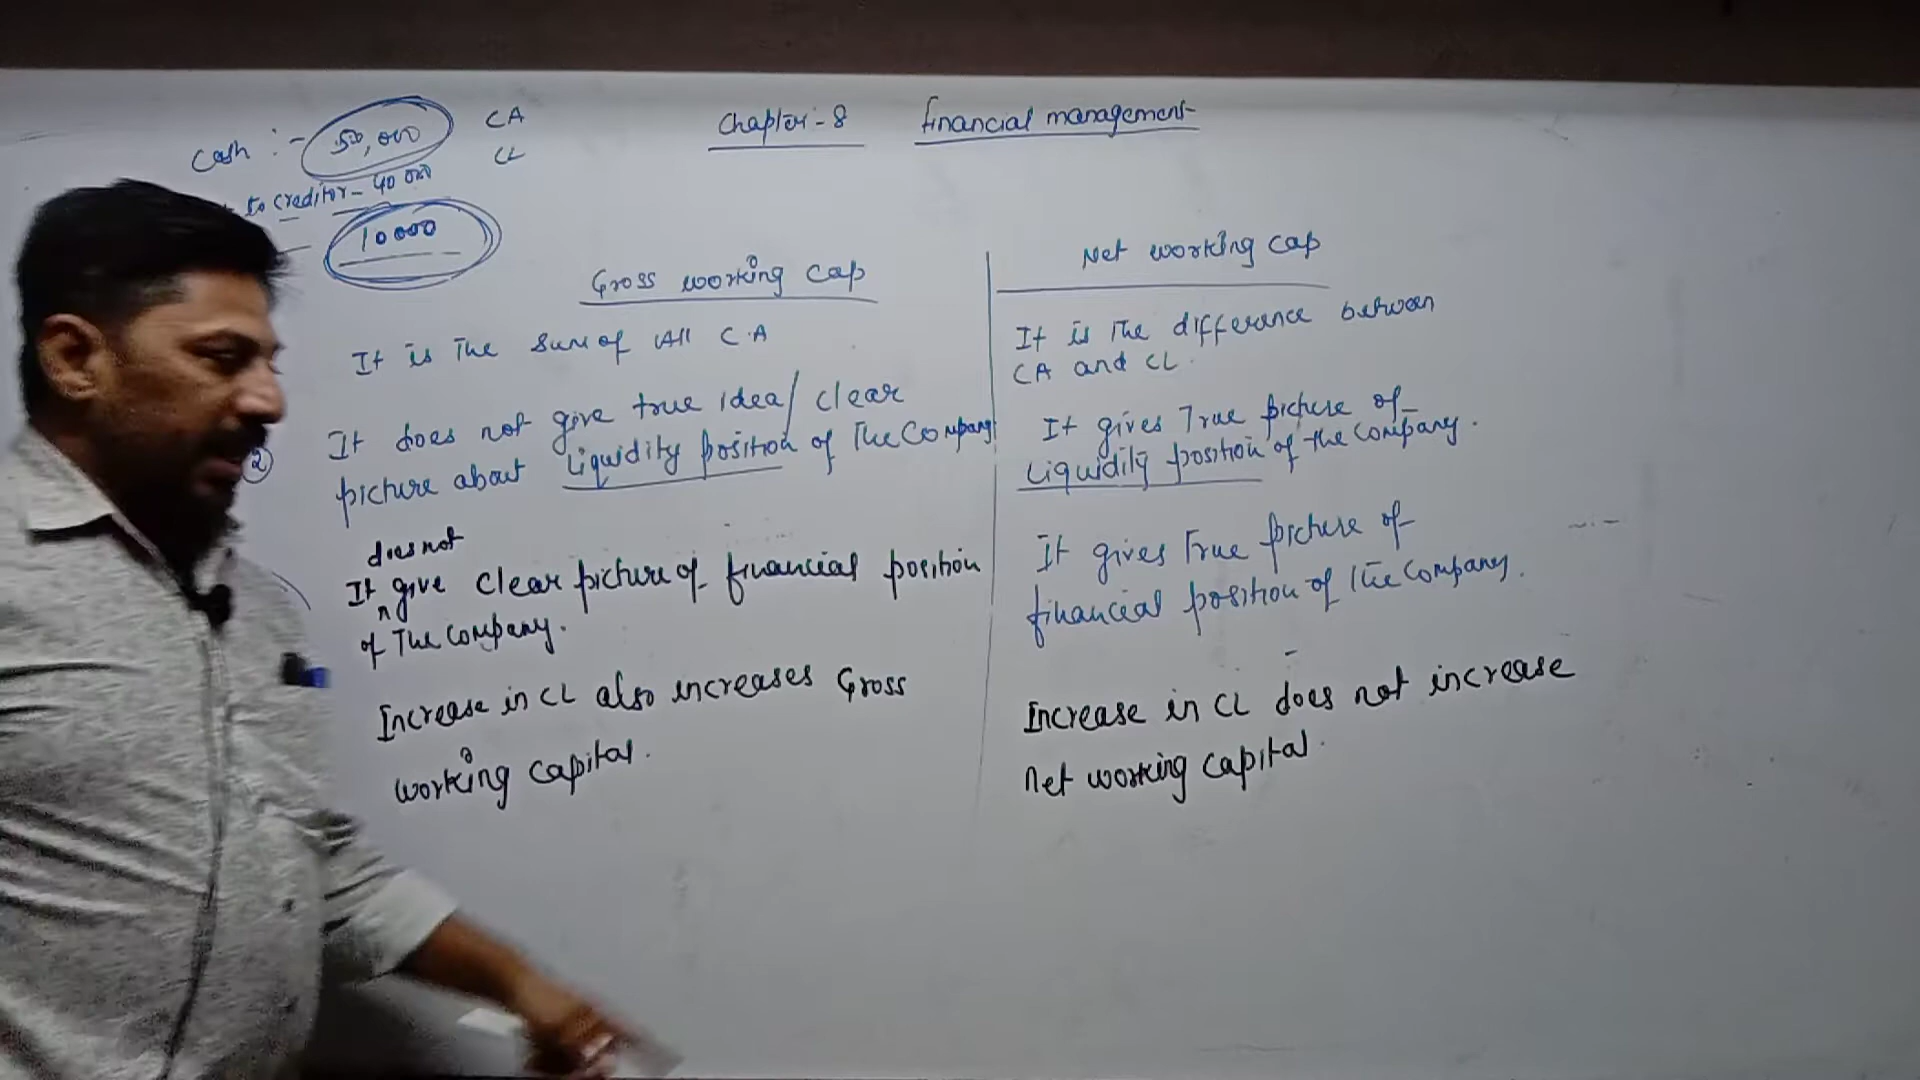 Chapter - 8 financial management
Cash :- 50,000 CA
CL
to creditor - 40 000
10000
Gross working cap
It is The Sum of All C.A
It does not give true idea/ clear
picture about Liquidity position of The Company
2
does not
It ^ give clear picture of financial position
of The Company.
Increase in CL also increases Gross
working capital.
Net working cap
It is The difference between
CA and CL.
It gives True picture of
Liquidity position of the Company.
It gives True picture of
financial position of The Company.
Increase in CL does not increase
Net working capital.